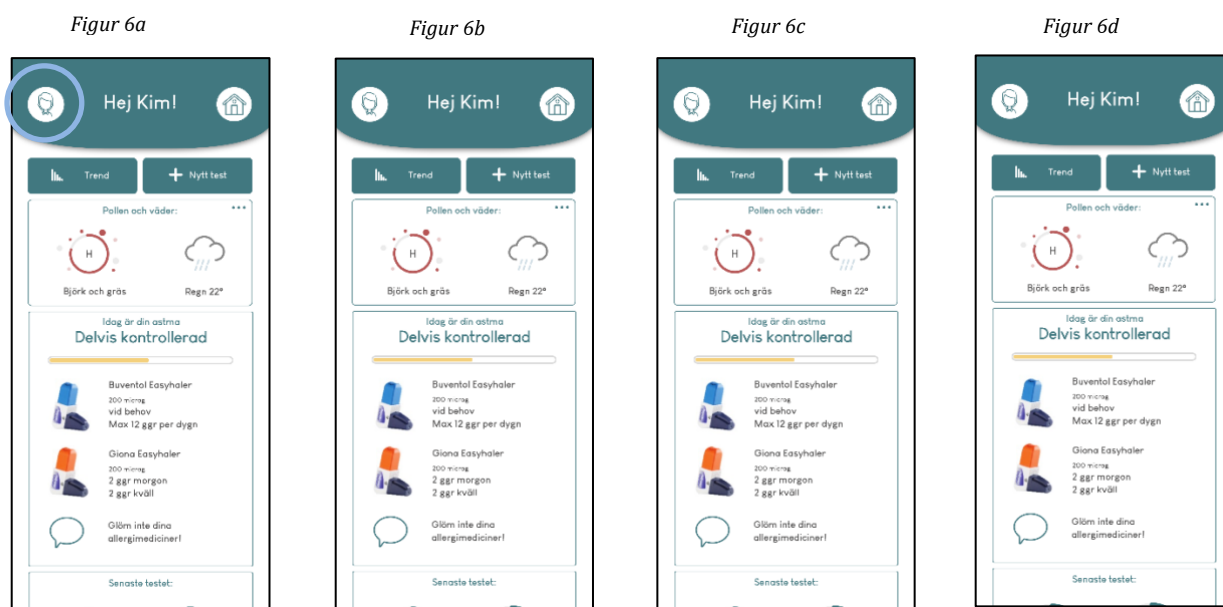 Figur 6a
Hej Kim!
Trend
Nytt test
Pollen och väder:
H
Björk och gräs
Regn 22°
Idag är din astma
Delvis kontrollerad
Buventol Easyhaler
200 microg
vid behov
Max 12 ggr per dygn
Giona Easyhaler
200 microg
2 ggr morgon
2 ggr kväll
Glöm inte dina
allergimediciner!
Senaste testet:
Figur 6b
Hej Kim!
Trend
Nytt test
Pollen och väder:
H
Björk och gräs
Regn 22°
Idag är din astma
Delvis kontrollerad
Buventol Easyhaler
200 microg
vid behov
Max 12 ggr per dygn
Giona Easyhaler
200 microg
2 ggr morgon
2 ggr kväll
Glöm inte dina
allergimediciner!
Senaste testet:
Figur 6c
Hej Kim!
Trend
Nytt test
Pollen och väder:
H
Björk och gräs
Regn 22°
Idag är din astma
Delvis kontrollerad
Buventol Easyhaler
200 microg
vid behov
Max 12 ggr per dygn
Giona Easyhaler
200 microg
2 ggr morgon
2 ggr kväll
Glöm inte dina
allergimediciner!
Senaste testet:
Figur 6d
Hej Kim!
Trend
Nytt test
Pollen och väder:
H
Björk och gräs
Regn 22°
Idag är din astma
Delvis kontrollerad
Buventol Easyhaler
200 microg
vid behov
Max 12 ggr per dygn
Giona Easyhaler
200 microg
2 ggr morgon
2 ggr kväll
Glöm inte dina
allergimediciner!
Senaste testet: